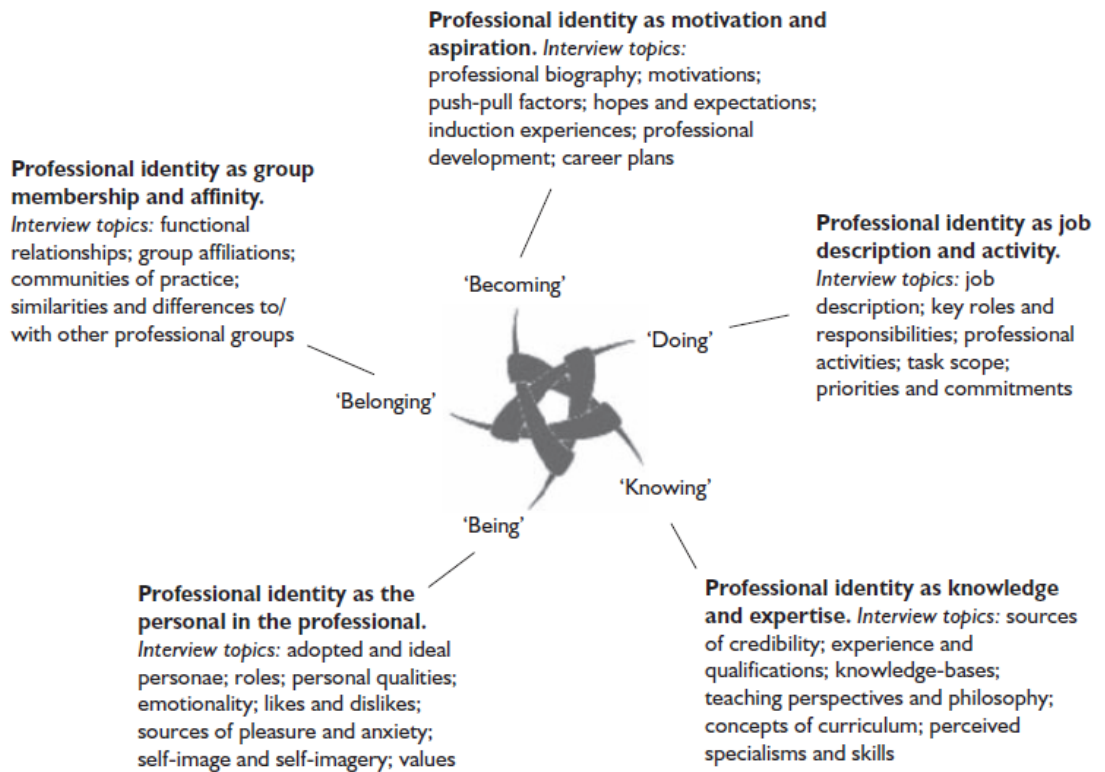 Professional identity as motivation and
aspiration. Interview topics:
professional biography; motivations;
push-pull factors; hopes and expectations;
induction experiences; professional
development; career plans
Professional identity as group
membership and affinity.
Interview topics: functional
relationships; group affiliations;
communities of practice;
similarities and differences to/
with other professional groups
Professional identity as job
description and activity.
Interview topics: job
description; key roles and
responsibilities; professional
activities; task scope;
priorities and commitments
‘Becoming’
‘Doing’
‘Belonging’
‘Knowing’
‘Being’
Professional identity as the
personal in the professional.
Interview topics: adopted and ideal
personae; roles; personal qualities;
emotionality; likes and dislikes;
sources of pleasure and anxiety;
self-image and self-imagery; values
Professional identity as knowledge
and expertise. Interview topics: sources
of credibility; experience and
qualifications; knowledge-bases;
teaching perspectives and philosophy;
concepts of curriculum; perceived
specialisms and skills